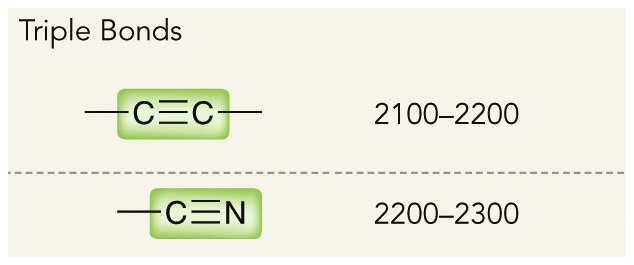 Triple Bonds
—C≡C— 2100–2200
—C≡N 2200–2300